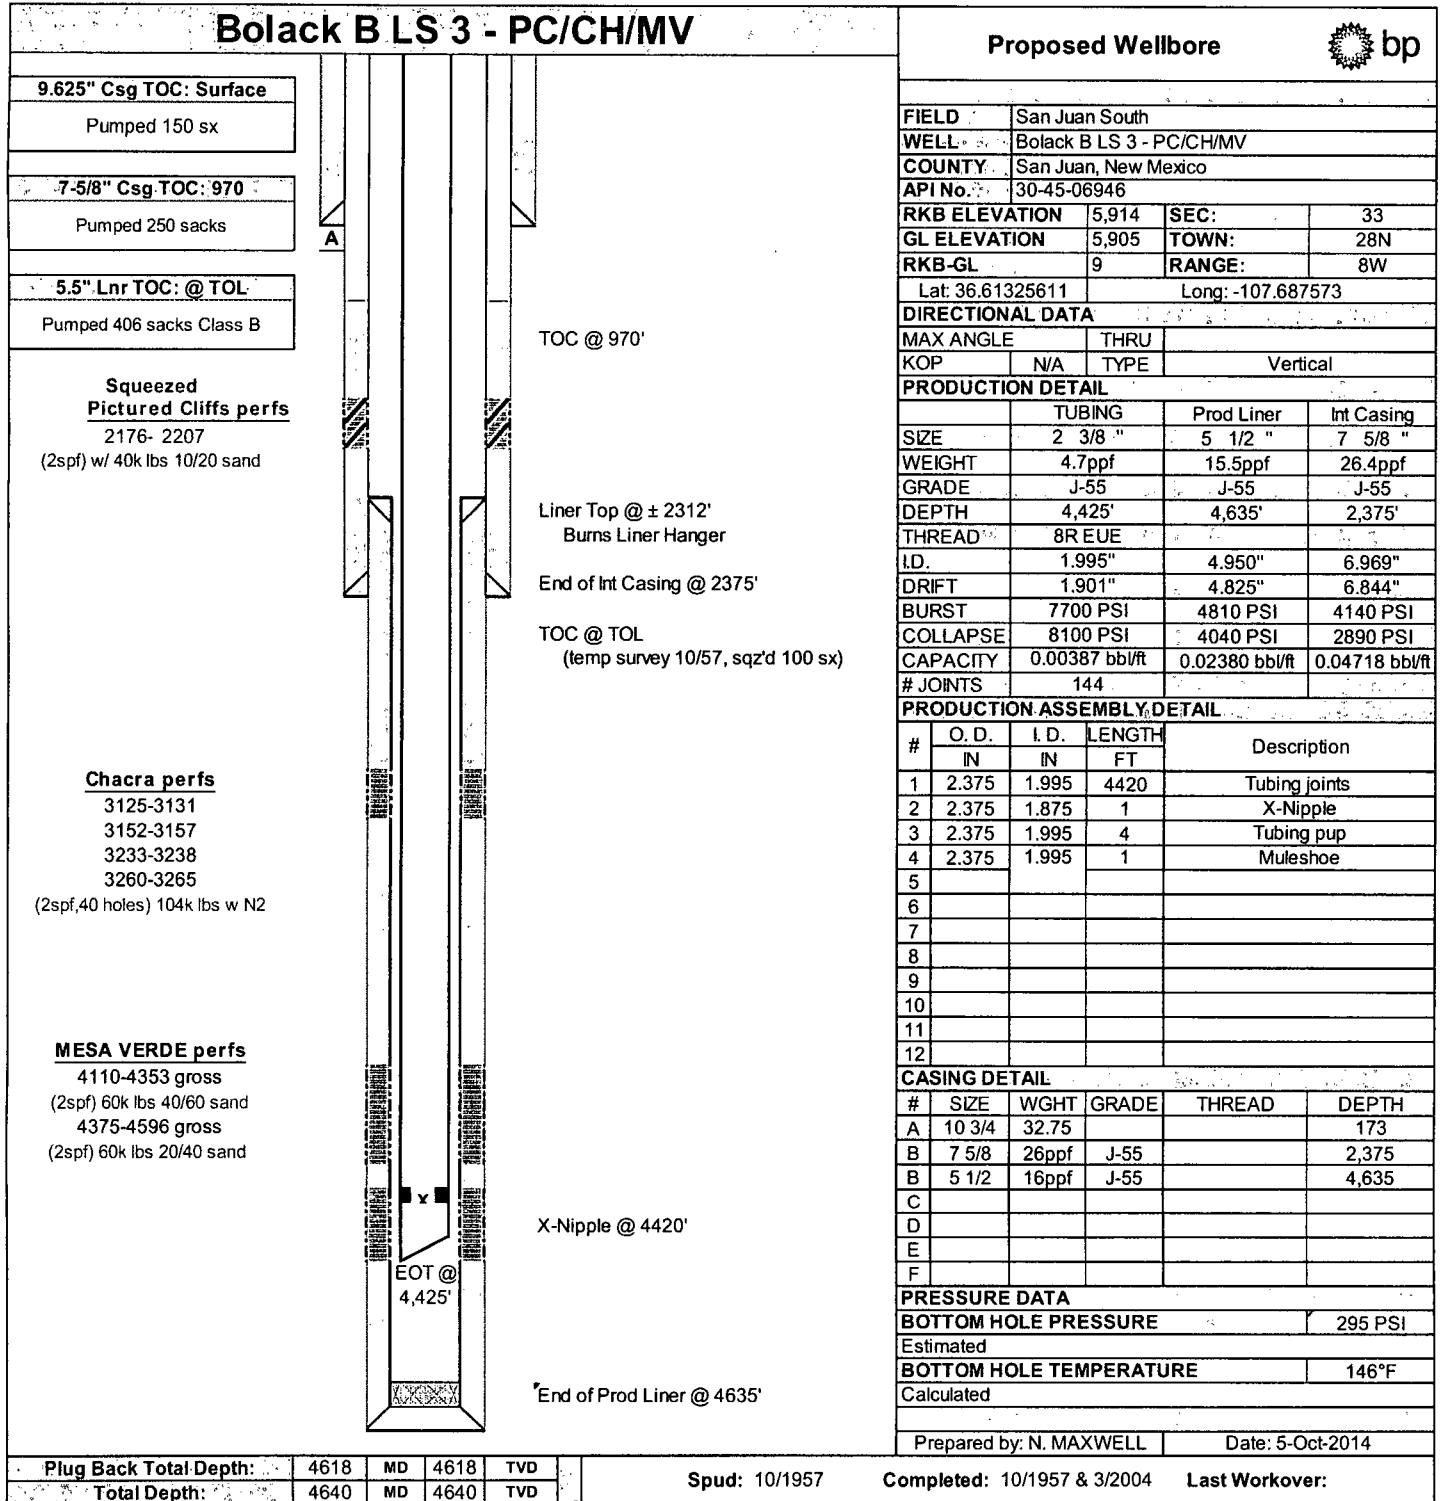 Bolack B LS 3 - PC/CH/MV
9.625" Csg TOC: Surface
Pumped 150 sx
7-5/8" Csg TOC: 970
Pumped 250 sacks
5.5" Lnr TOC: @ TOL
Pumped 406 sacks Class B
Squeezed
Pictured Cliffs perfs
2176- 2207
(2spf) w/ 40k lbs 10/20 sand
Chacra perfs
3125-3131
3152-3157
3233-3238
3260-3265
(2spf,40 holes) 104k lbs w N2
MESA VERDE perfs
4110-4353 gross
(2spf) 60k lbs 40/60 sand
4375-4596 gross
(2spf) 60k lbs 20/40 sand
A
TOC @ 970'
Liner Top @ ± 2312'
Burns Liner Hanger
End of Int Casing @ 2375'
TOC @ TOL
(temp survey 10/57, sqz'd 100 sx)
X
X-Nipple @ 4420'
EOT @
4,425'
End of Prod Liner @ 4635'
Proposed Wellbore
bp
FIELD San Juan South
WELL Bolack B LS 3 - PC/CH/MV
COUNTY San Juan, New Mexico
API No. 30-45-06946
RKB ELEVATION 5,914 SEC: 33
GL ELEVATION 5,905 TOWN: 28N
RKB-GL 9 RANGE: 8W
Lat: 36.61325611 Long: -107.687573
DIRECTIONAL DATA
MAX ANGLE THRU
KOP N/A TYPE Vertical
PRODUCTION DETAIL
TUBING Prod Liner Int Casing
SIZE 2 3/8 " 5 1/2 " 7 5/8 "
WEIGHT 4.7ppf 15.5ppf 26.4ppf
GRADE J-55 J-55 J-55
DEPTH 4,425' 4,635' 2,375'
THREAD 8R EUE
I.D. 1.995" 4.950" 6.969"
DRIFT 1.901" 4.825" 6.844"
BURST 7700 PSI 4810 PSI 4140 PSI
COLLAPSE 8100 PSI 4040 PSI 2890 PSI
CAPACITY 0.00387 bbl/ft 0.02380 bbl/ft 0.04718 bbl/ft
# JOINTS 144
PRODUCTION ASSEMBLY DETAIL
# O. D. I. D. LENGTH Description
IN IN FT
1 2.375 1.995 4420 Tubing joints
2 2.375 1.875 1 X-Nipple
3 2.375 1.995 4 Tubing pup
4 2.375 1.995 1 Muleshoe
5
6
7
8
9
10
11
12
CASING DETAIL
# SIZE WGHT GRADE THREAD DEPTH
A 10 3/4 32.75 173
B 7 5/8 26ppf J-55 2,375
B 5 1/2 16ppf J-55 4,635
C
D
E
F
PRESSURE DATA
BOTTOM HOLE PRESSURE 295 PSI
Estimated
BOTTOM HOLE TEMPERATURE 146°F
Calculated
Prepared by: N. MAXWELL Date: 5-Oct-2014
Plug Back Total Depth: 4618 MD 4618 TVD
Total Depth: 4640 MD 4640 TVD
Spud: 10/1957 Completed: 10/1957 & 3/2004 Last Workover: